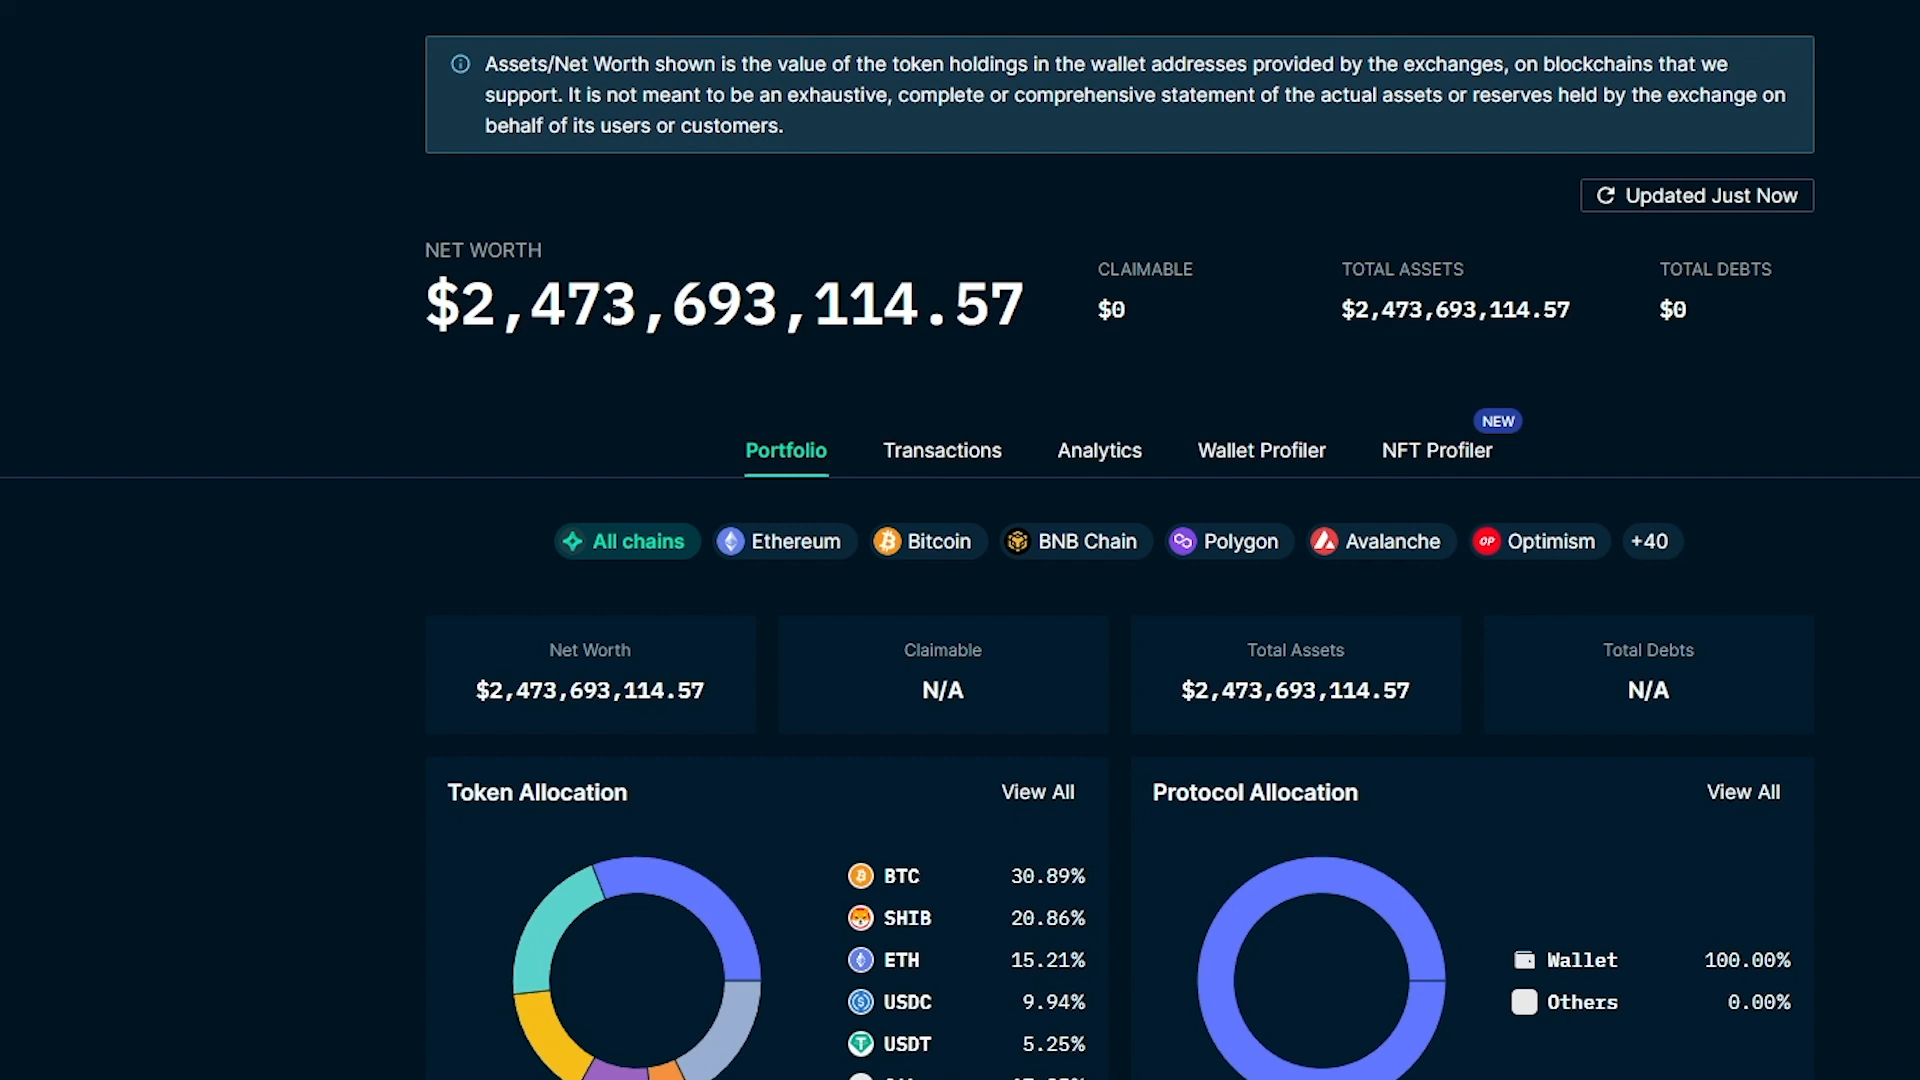 Assets/Net Worth shown is the value of the token holdings in the wallet addresses provided by the exchanges, on blockchains that we
support. It is not meant to be an exhaustive, complete or comprehensive statement of the actual assets or reserves held by the exchange on
behalf of its users or customers.
Updated Just Now
NET WORTH
$2,473,693,114.57
CLAIMABLE
$0
TOTAL ASSETS
$2,473,693,114.57
TOTAL DEBTS
$0
NEW
Portfolio Transactions Analytics Wallet Profiler NFT Profiler
All chains Ethereum Bitcoin BNB Chain Polygon Avalanche OP Optimism +40
Net Worth
$2,473,693,114.57
Claimable
N/A
Total Assets
$2,473,693,114.57
Total Debts
N/A
Token Allocation View All
BTC 30.89%
SHIB 20.86%
ETH 15.21%
USDC 9.94%
USDT 5.25%
Protocol Allocation View All
Wallet 100.00%
Others 0.00%